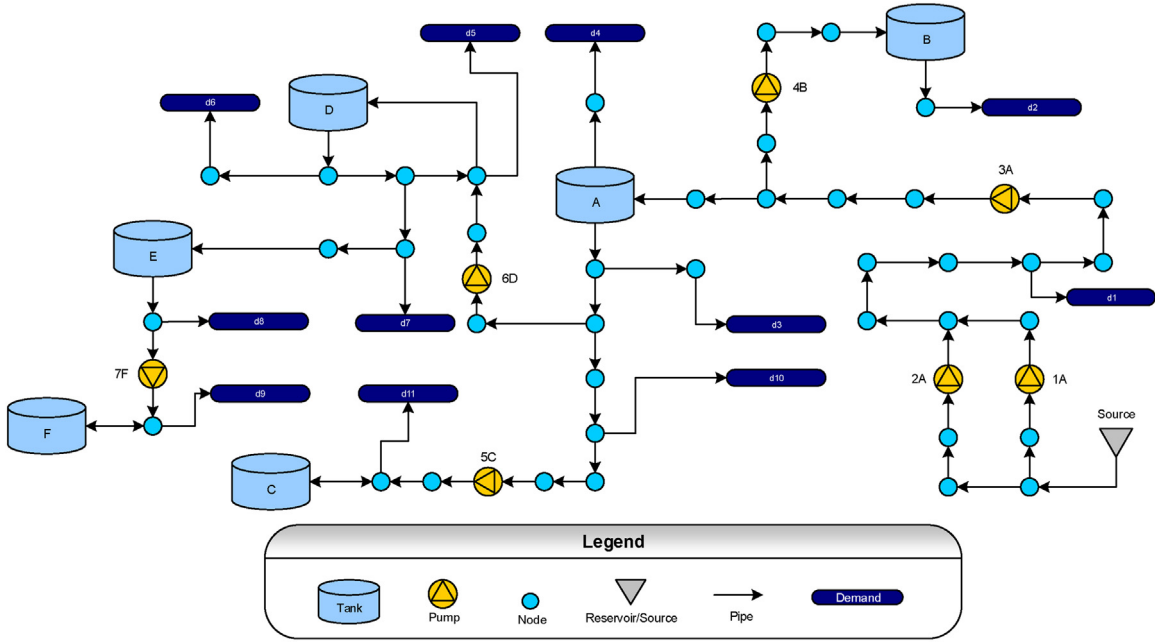 d5
d4
B
4B
d6
D
d2
3A
A
E
6D
d1
d8
d7
d3
7F
2A
1A
d10
d9
d11
Source
F
5C
C
Legend
Tank
Pump
Node
Reservoir/Source
Pipe
Demand